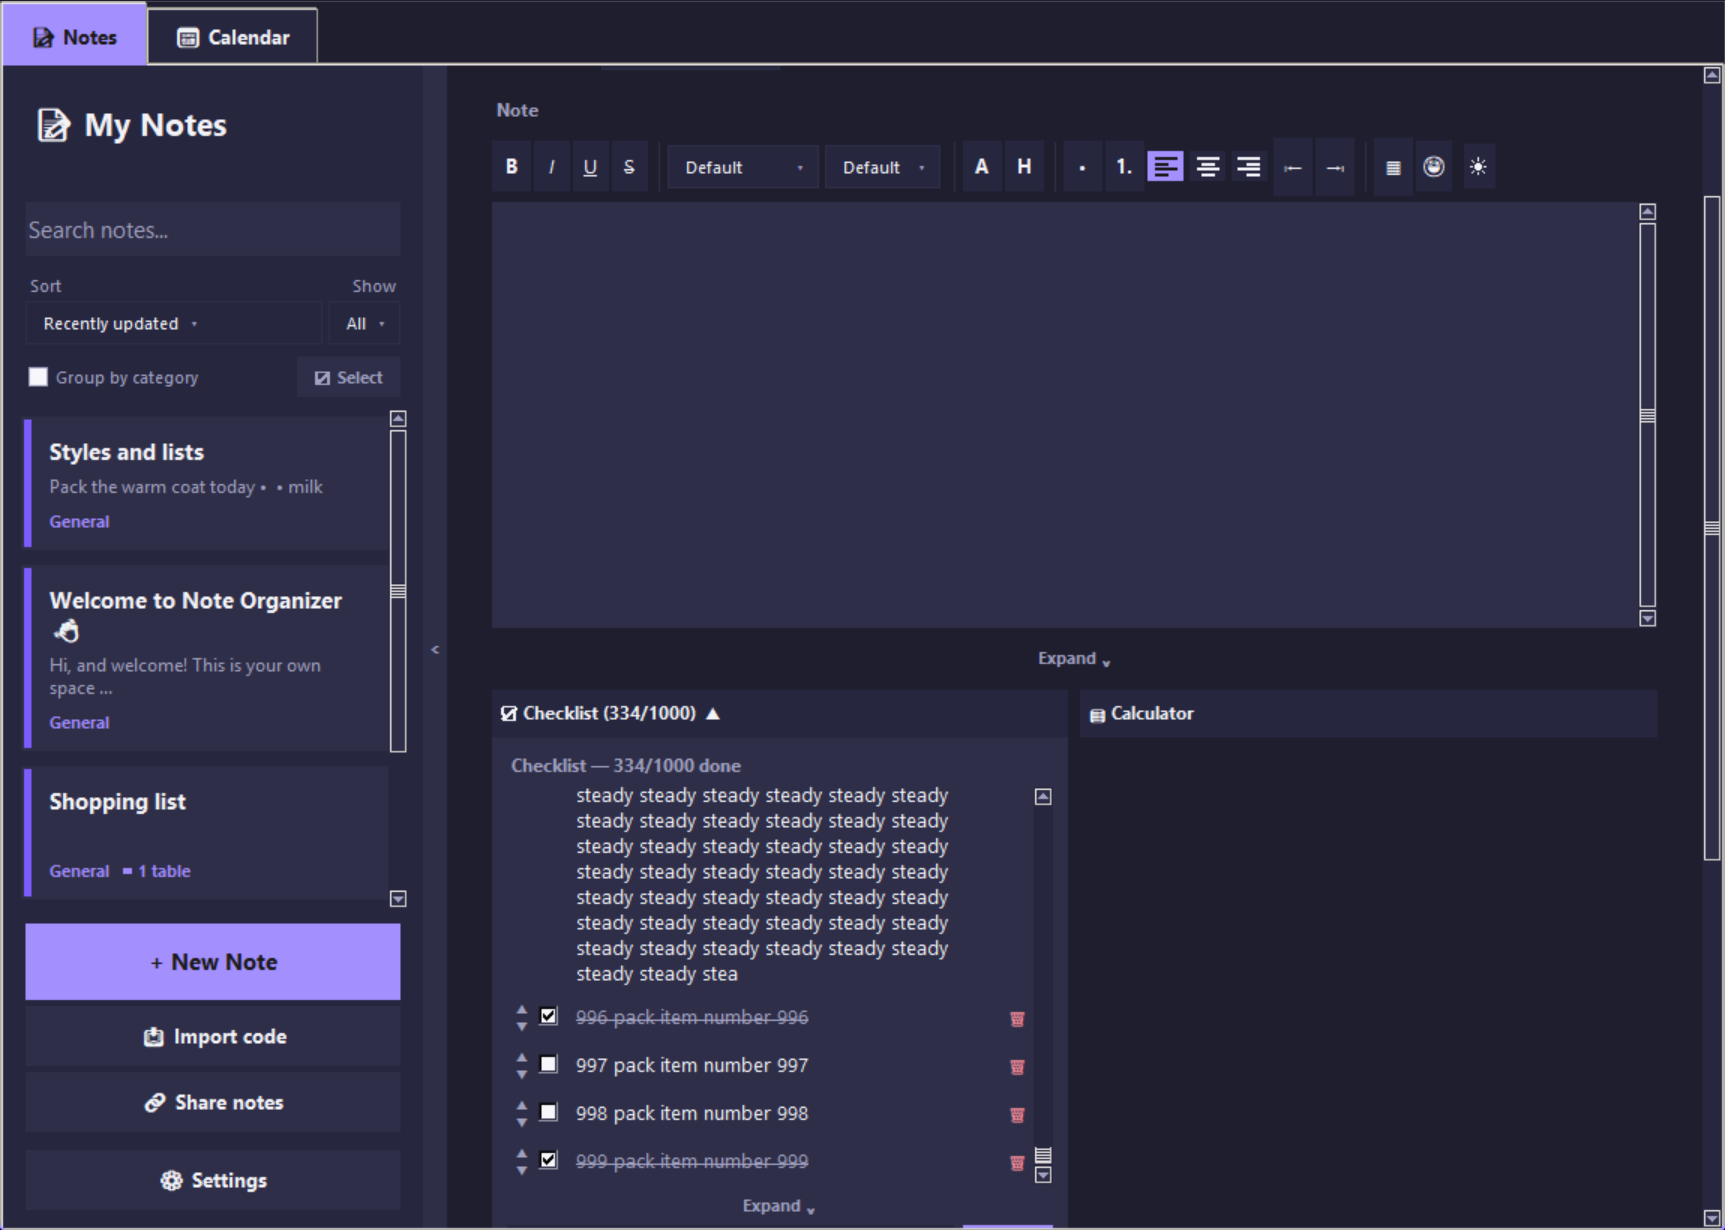 Notes
Calendar
My Notes
Search notes...
Sort
Show
Recently updated
All
Group by category
Select
Styles and lists
Pack the warm coat today • • milk
General
Welcome to Note Organizer
Hi, and welcome! This is your own
space ...
General
Shopping list
General
1 table
+ New Note
Import code
Share notes
Settings
<
Note
B I U S
Default
Default
A H
• 1.
Expand
Checklist (334/1000) ▲
Calculator
Checklist — 334/1000 done
steady steady steady steady steady steady
steady steady steady steady steady steady
steady steady steady steady steady steady
steady steady steady steady steady steady
steady steady steady steady steady steady
steady steady steady steady steady steady
steady steady steady steady steady steady
steady steady stea
996 pack item number 996
997 pack item number 997
998 pack item number 998
999 pack item number 999
Expand